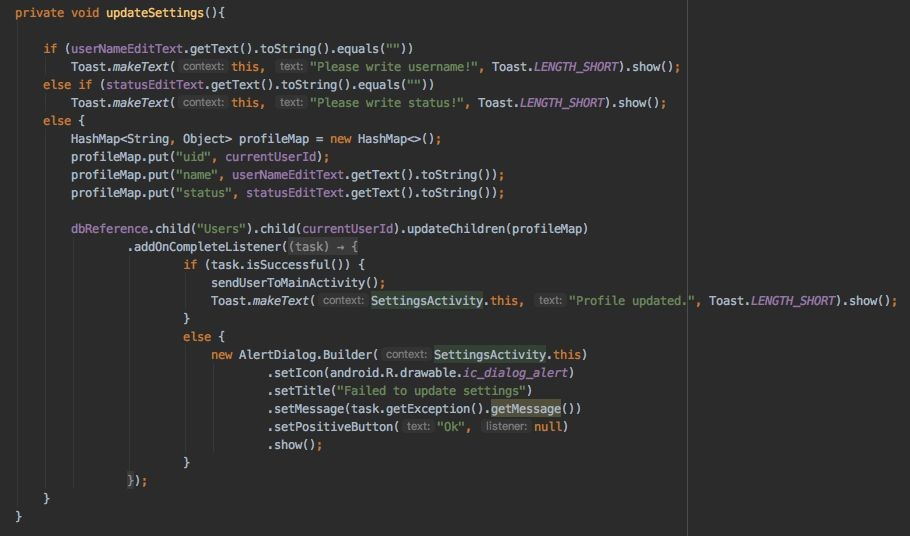 private void updateSettings(){
if (userNameEditText.getText().toString().equals(""))
Toast.makeText( context: this, text: "Please write username!", Toast.LENGTH_SHORT).show();
else if (statusEditText.getText().toString().equals(""))
Toast.makeText( context: this, text: "Please write status!", Toast.LENGTH_SHORT).show();
else {
HashMap<String, Object> profileMap = new HashMap<>();
profileMap.put("uid", currentUserId);
profileMap.put("name", userNameEditText.getText().toString());
profileMap.put("status", statusEditText.getText().toString());
dbReference.child("Users").child(currentUserId).updateChildren(profileMap)
.addOnCompleteListener((task) → {
if (task.isSuccessful()) {
sendUserToMainActivity();
Toast.makeText( context: SettingsActivity.this, text: "Profile updated.", Toast.LENGTH_SHORT).show();
}
else {
new AlertDialog.Builder( context: SettingsActivity.this)
.setIcon(android.R.drawable.ic_dialog_alert)
.setTitle("Failed to update settings")
.setMessage(task.getException().getMessage())
.setPositiveButton( text: "Ok", listener: null)
.show();
}
});
}
}